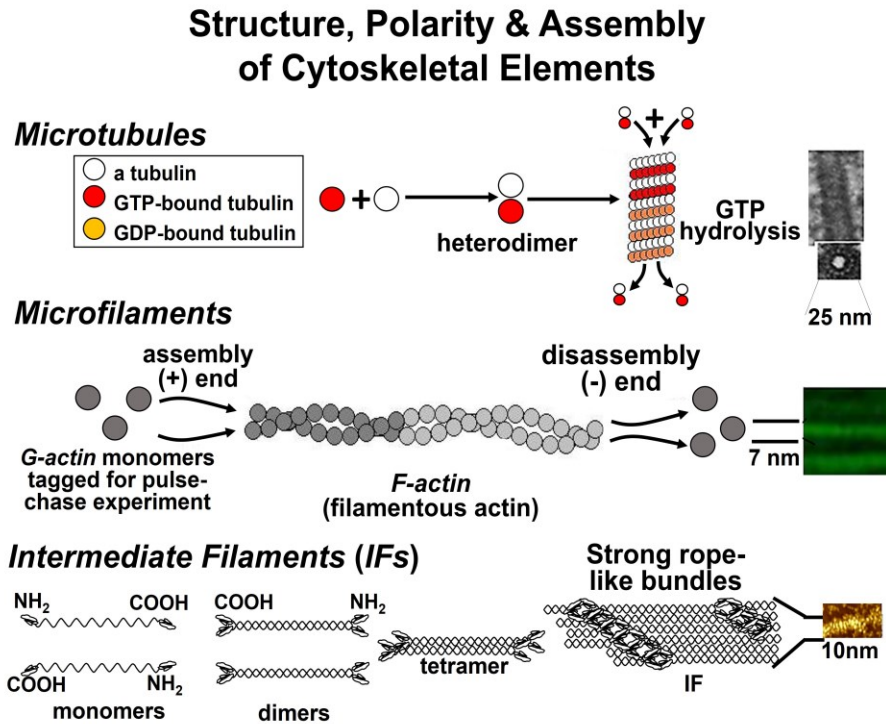 Structure, Polarity & Assembly
of Cytoskeletal Elements
Microtubules
a tubulin
GTP-bound tubulin
GDP-bound tubulin
+
heterodimer
+
GTP
hydrolysis
25 nm
Microfilaments
assembly
(+) end
disassembly
(-) end
G-actin monomers
tagged for pulse-
chase experiment
F-actin
(filamentous actin)
7 nm
Intermediate Filaments (IFs)
NH2
COOH
COOH
NH2
monomers
COOH
NH2
dimers
tetramer
Strong rope-
like bundles
IF
10nm